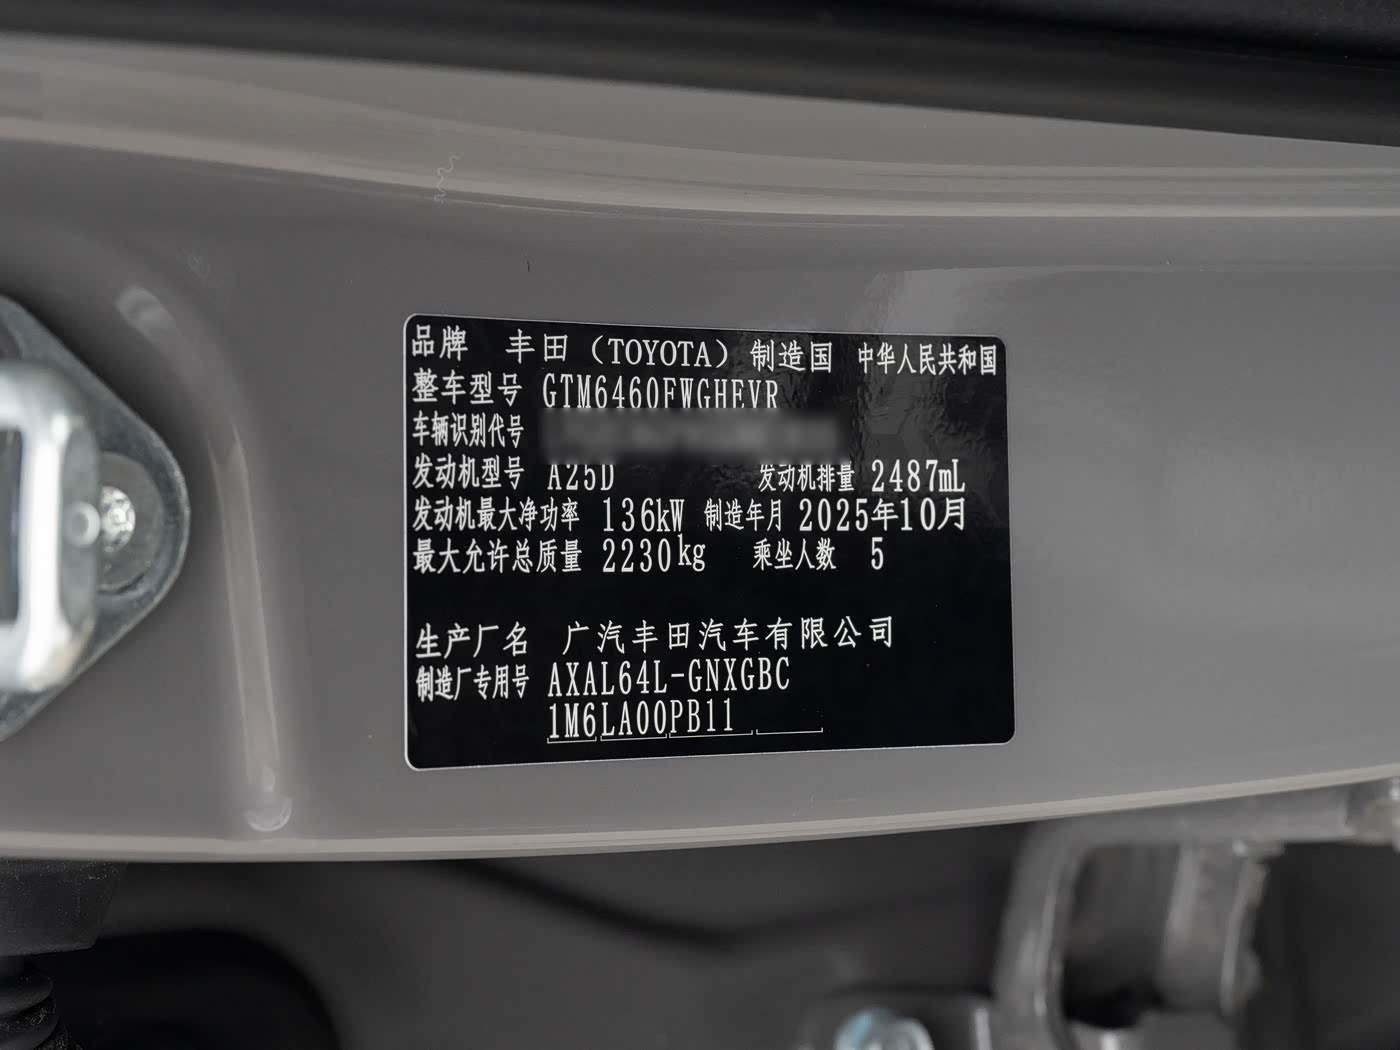 品牌 丰田（TOYOTA）制造国 中华人民共和国
整车型号 GTM6460FWGHEVR
车辆识别代号
发动机型号 A25D 发动机排量 2487mL
发动机最大净功率 136kW 制造年月 2025年10月
最大允许总质量 2230kg 乘坐人数 5
生产厂名 广汽丰田汽车有限公司
制造厂专用号 AXAL64L-GNXGBC
1M6LA00PB11